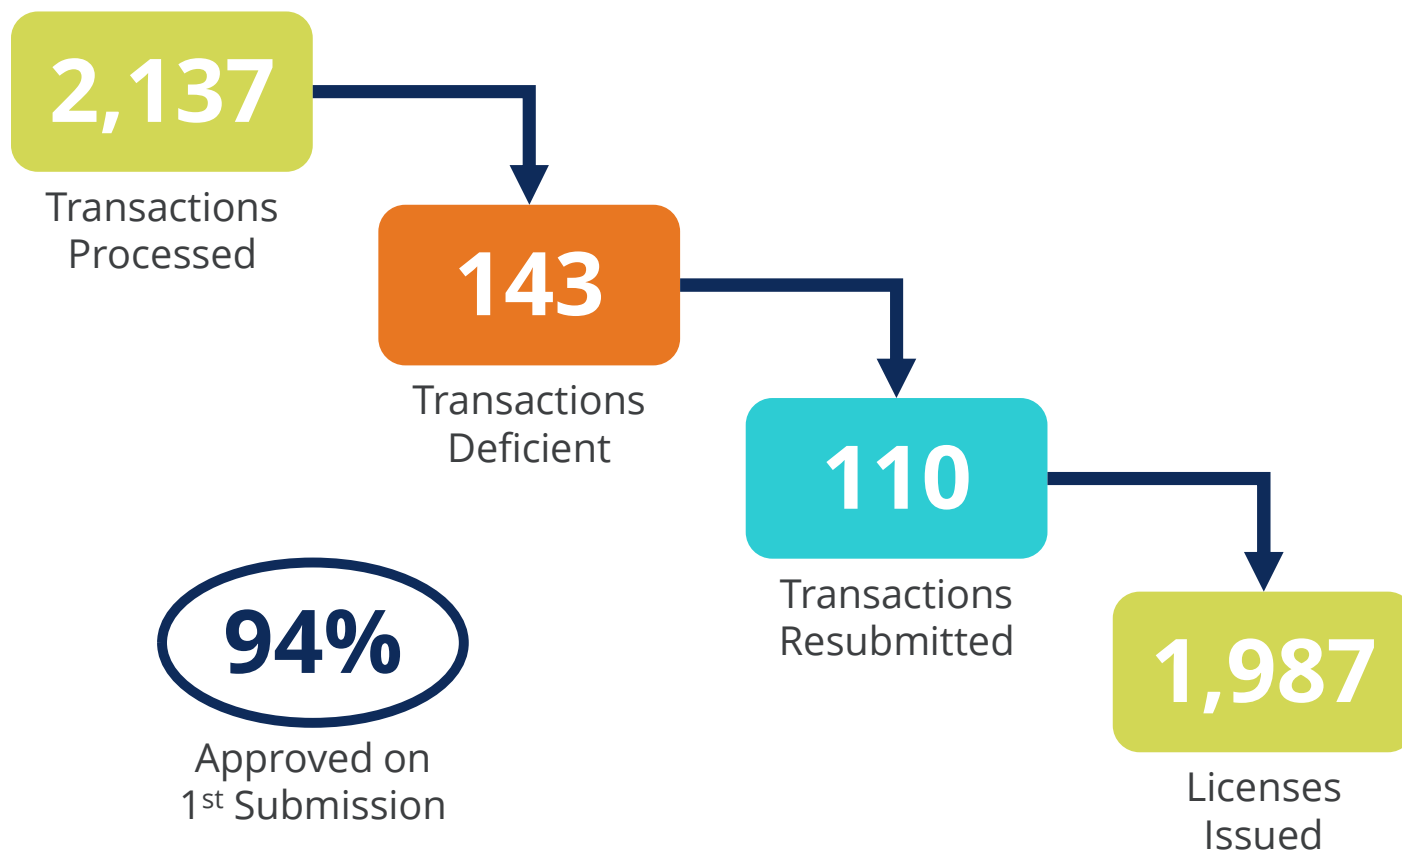 2,137
Transactions
Processed
143
Transactions
Deficient
110
Transactions
Resubmitted
1,987
Licenses
Issued
94%
Approved on
1st Submission